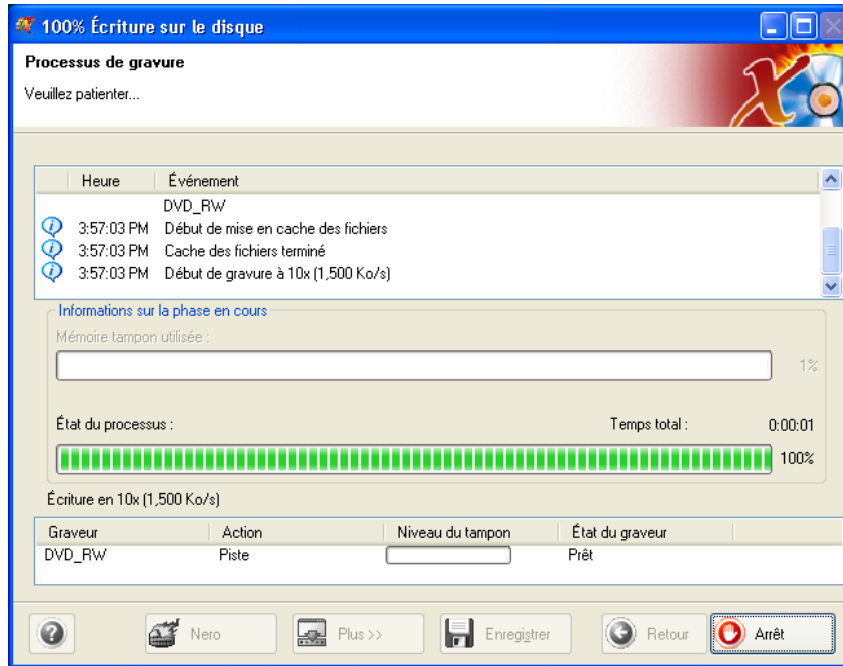 100% Écriture sur le disque
Processus de gravure
Veuillez patienter...
Heure Événement
DVD_RW
3:57:03 PM Début de mise en cache des fichiers
3:57:03 PM Cache des fichiers terminé
3:57:03 PM Début de gravure à 10x (1,500 Ko/s)
Informations sur la phase en cours
Mémoire tampon utilisée :
1%
État du processus : Temps total : 0:00:01
100%
Écriture en 10x (1,500 Ko/s)
Graveur Action Niveau du tampon État du graveur
DVD_RW Piste Prêt
Nero Plus >> Enregistrer Retour Arrêt